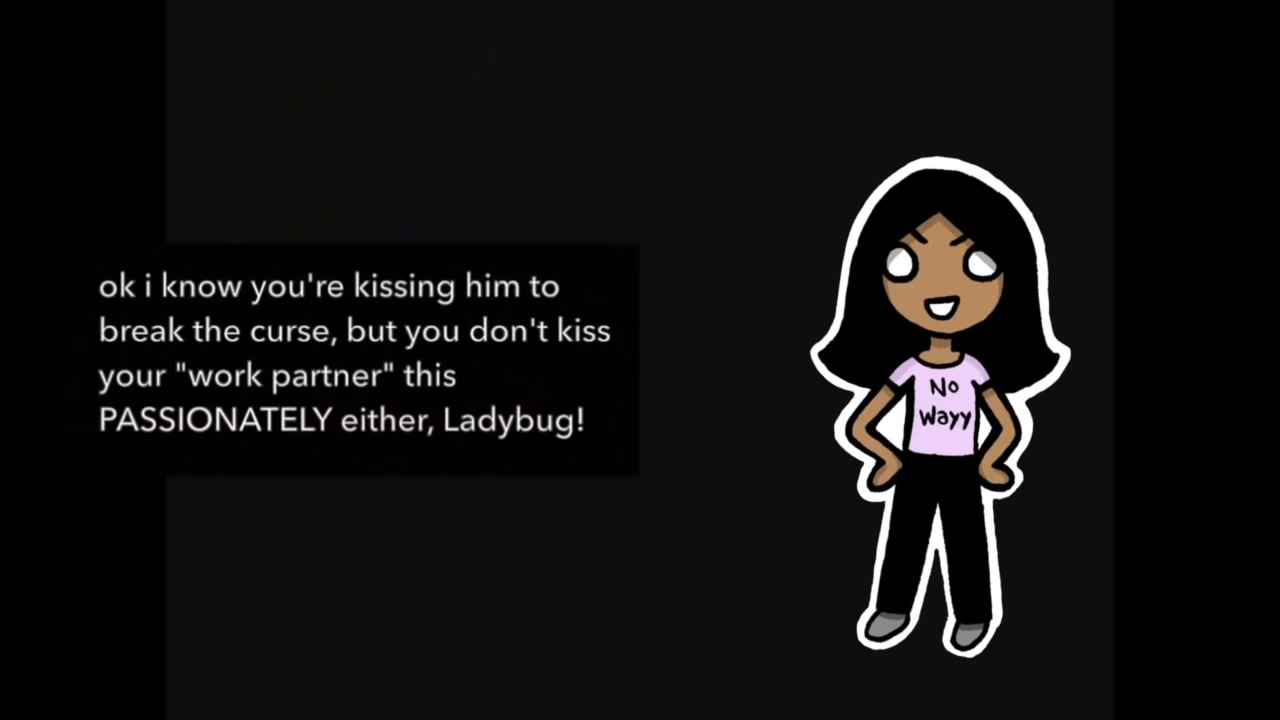 ok i know you're kissing him to
break the curse, but you don't kiss
your "work partner" this
PASSIONATELY either, Ladybug!
No
Wayy